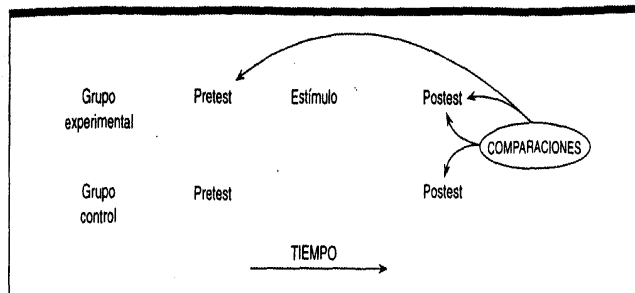 Grupo experimental
Pretest
Estímulo
Postest
COMPARACIONES
Grupo control
Pretest
Postest
TIEMPO